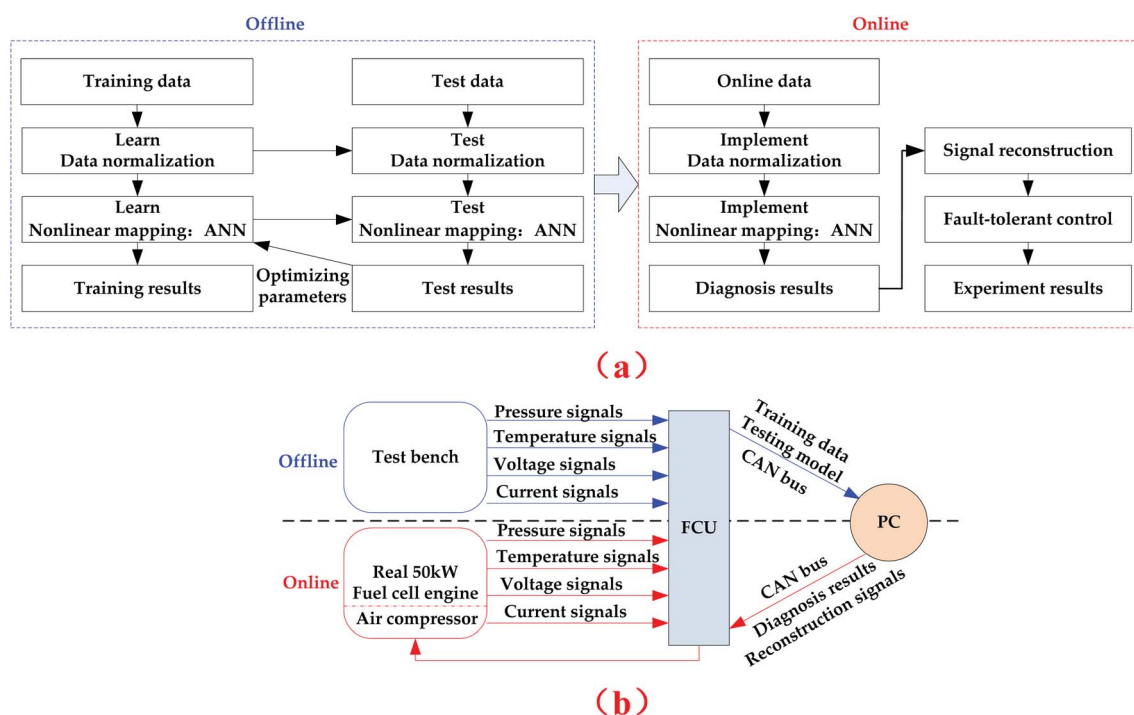 Offline
Online
Training data
Test data
Online data
Learn
Data normalization
Test
Data normalization
Implement
Data normalization
Signal reconstruction
Learn
Nonlinear mapping：ANN
Test
Nonlinear mapping：ANN
Implement
Nonlinear mapping：ANN
Fault-tolerant control
Training results
Optimizing
parameters
Test results
Diagnosis results
Experiment results
（a）
Offline
Test bench
Pressure signals
Temperature signals
Voltage signals
Current signals
FCU
Training data
Testing model
CAN bus
PC
Online
Real 50kW
Fuel cell engine
Air compressor
Pressure signals
Temperature signals
Voltage signals
Current signals
CAN bus
Diagnosis results
Reconstruction signals
（b）